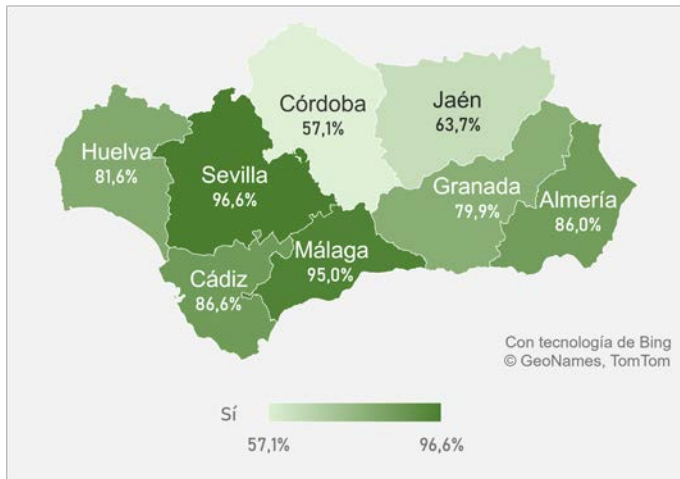 Córdoba
57,1%
Jaén
63,7%
Huelva
81,6%
Sevilla
96,6%
Granada
79,9%
Almería
86,0%
Málaga
95,0%
Cádiz
86,6%
Con tecnología de Bing
© GeoNames, TomTom
Sí
57,1%
96,6%